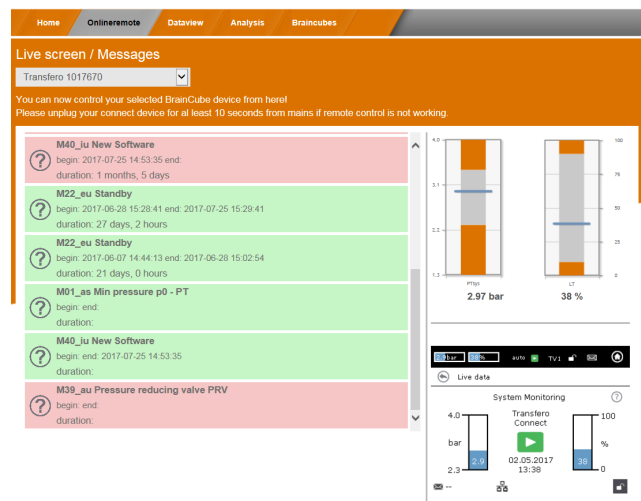 Home Onlineremote Dataview Analysis Braincubes
Live screen / Messages
Transfero 1017670
You can now control your selected BrainCube device from here!
Please unplug your connect device for al least 10 seconds from mains if remote control is not working.
M40_iu New Software
begin: 2017-07-25 14:53:35 end:
duration: 1 months, 5 days
M22_eu Standby
begin: 2017-06-28 15:28:41 end: 2017-07-25 15:29:41
duration: 27 days, 2 hours
M22_eu Standby
begin: 2017-06-07 14:44:13 end: 2017-06-28 15:02:54
duration: 21 days, 0 hours
M01_as Min pressure p0 - PT
begin: end:
duration:
M40_iu New Software
begin: end: 2017-07-25 14:53:35
duration:
M39_au Pressure reducing valve PRV
begin: end:
duration:
4.0
3.1
2.2
1.3
PTsys
2.97 bar
100
75
50
25
0
LT
38 %
2.9bar 38% auto TV1
Live data
System Monitoring ?
4.0 Transfero 100
Connect
bar %
2.9 02.05.2017 38
2.3 13:38 0
--